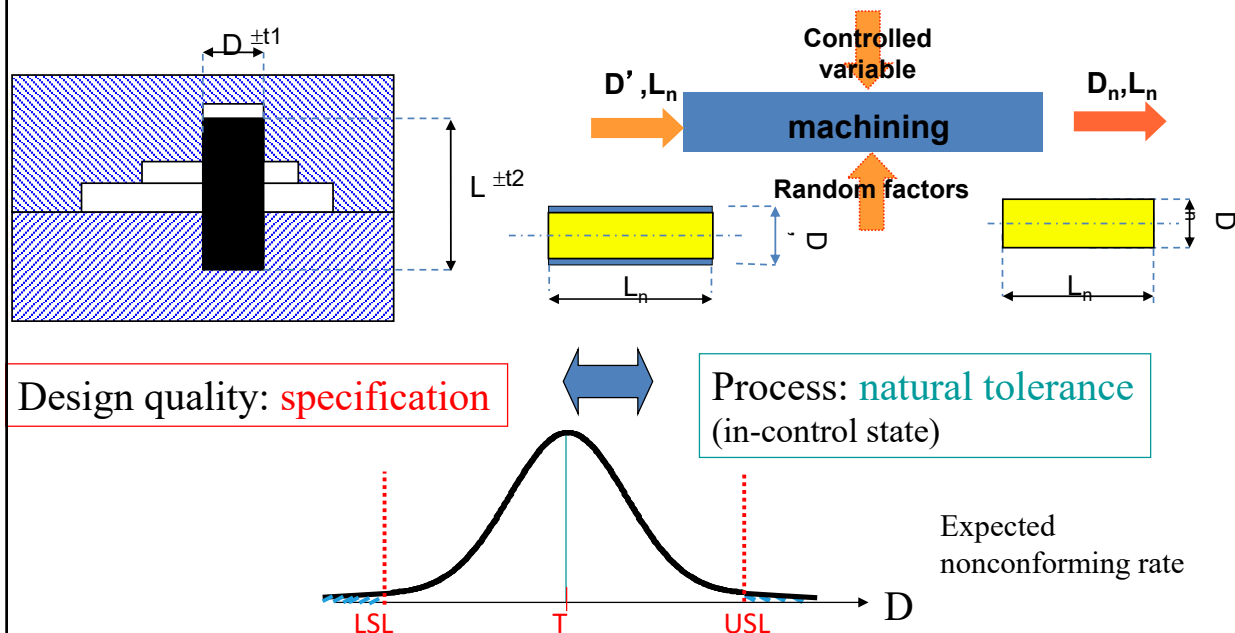 D ±t1
L ±t2
Controlled
variable
D',Ln
machining
Dn,Ln
Random factors
D'
Ln
Dn
Ln
Design quality: specification
Process: natural tolerance
(in-control state)
Expected
nonconforming rate
LSL
T
USL
D